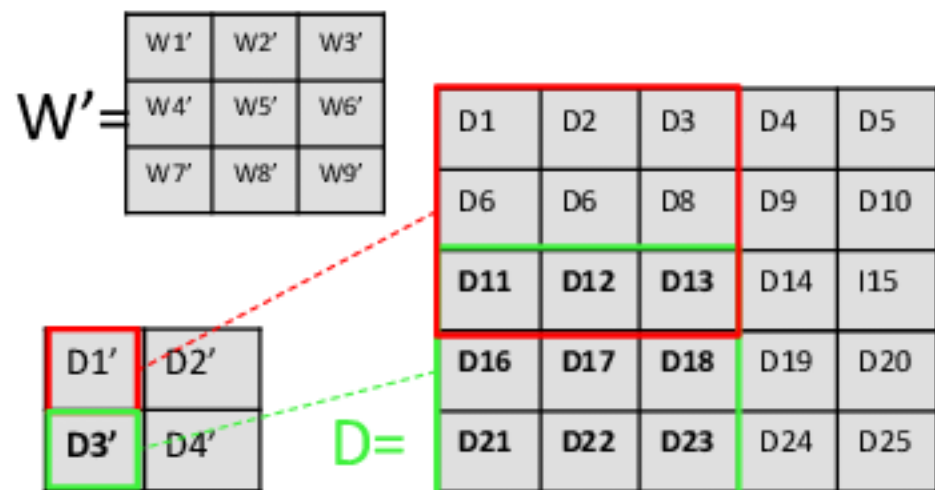 W1' W2' W3'
W'= W4' W5' W6'
W7' W8' W9'
D1 D2 D3 D4 D5
D6 D6 D8 D9 D10
D11 D12 D13 D14 I15
D16 D17 D18 D19 D20
D21 D22 D23 D24 D25
D1' D2'
D3' D4'
D=